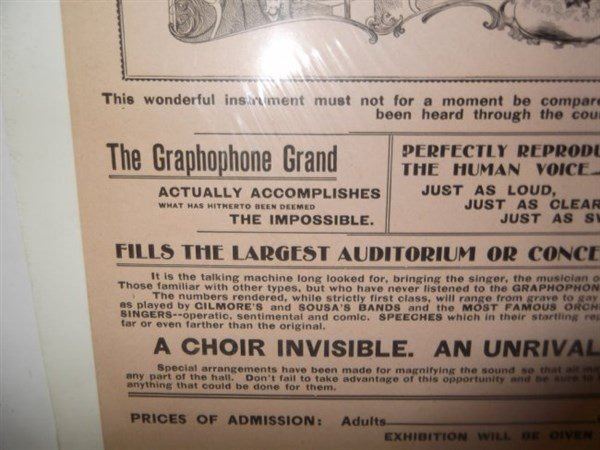 This wonderful instrument must not for a moment be compare
been heard through the cou
The Graphophone Grand
ACTUALLY ACCOMPLISHES
WHAT HAS HITHERTO BEEN DEEMED
THE IMPOSSIBLE.
PERFECTLY REPRODU
THE HUMAN VOICE
JUST AS LOUD,
JUST AS CLEAR
JUST AS SW
FILLS THE LARGEST AUDITORIUM OR CONCE
It is the talking machine long looked for, bringing the singer, the musician o
Those familiar with other types, but who have never listened to the GRAPHOPHON
The numbers rendered, while strictly first class, will range from grave to gay
as played by GILMORE'S and SOUSA'S BANDS and the MOST FAMOUS ORCH
SINGERS--operatic, sentimental and comic. SPEECHES which in their startling rep
far or even farther than the original.
A CHOIR INVISIBLE. AN UNRIVAL
Special arrangements have been made for magnifying the sound so that all ma
any part of the hall. Don't fail to take advantage of this opportunity and be sure to
anything that could be done for them.
PRICES OF ADMISSION: Adults
EXHIBITION WILL BE GIVEN